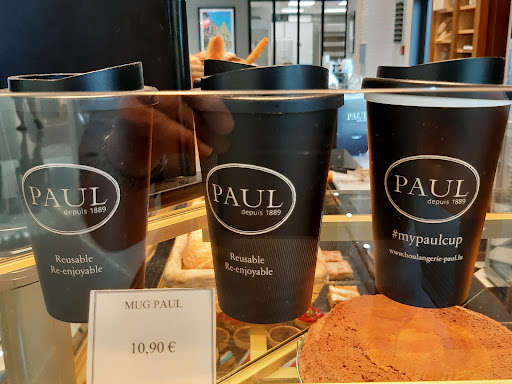 PAUL
depuis 1889
Reusable
Re-enjoyable
PAUL
depuis 1889
Reusable
Re-enjoyable
PAUL
depuis 1889
#mypaulcup
www.boulangerie-paul.lu
MUG PAUL
10,90 €